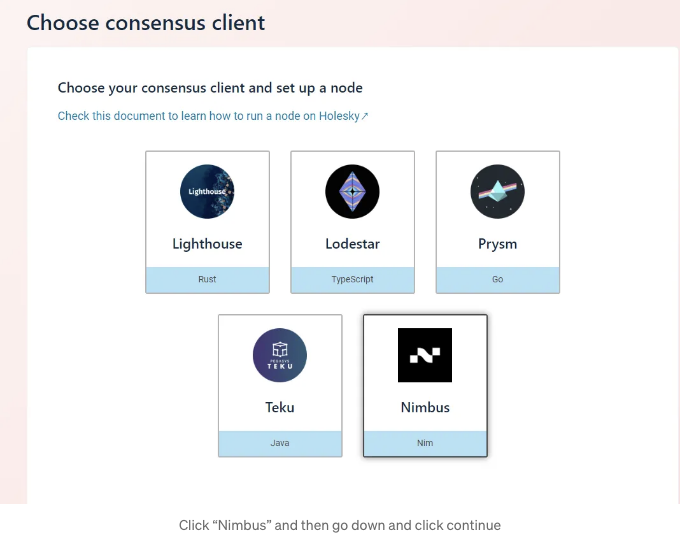 Choose consensus client
Choose your consensus client and set up a node
Check this document to learn how to run a node on Holesky↗
Lighthouse
Lighthouse
Rust
Lodestar
TypeScript
Prysm
Go
PEGASYS
TEKU
Teku
Java
Nimbus
Nim
Click “Nimbus” and then go down and click continue